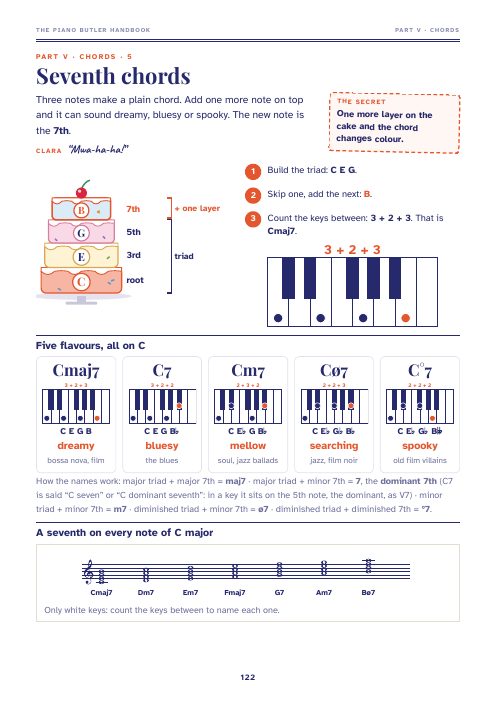 THE PIANO BUTLER HANDBOOK
PART V · CHORDS
PART V · CHORDS · 5
Seventh chords
Three notes make a plain chord. Add one more note on top
and it can sound dreamy, bluesy or spooky. The new note is
the 7th.
CLARA “Mwa-ha-ha!”
THE SECRET
One more layer on the
cake and the chord
changes colour.
B
G
E
C
7th
5th
3rd
root
+ one layer
triad
1 Build the triad: C E G.
2 Skip one, add the next: B.
3 Count the keys between: 3 + 2 + 3. That is
Cmaj7.
3 + 2 + 3
Five flavours, all on C
Cmaj7
3 + 2 + 3
C E G B
dreamy
bossa nova, film
C7
3 + 2 + 2
C E G B♭
bluesy
the blues
Cm7
2 + 3 + 2
C E♭ G B♭
mellow
soul, jazz ballads
Cø7
2 + 2 + 3
C E♭ G♭ B♭
searching
jazz, film noir
C°7
2 + 2 + 2
C E♭ G♭ B𝄫
spooky
old film villains
How the names work: major triad + major 7th = maj7 · major triad + minor 7th = 7, the dominant 7th (C7
is said “C seven” or “C dominant seventh”: in a key it sits on the 5th note, the dominant, as V7) · minor
triad + minor 7th = m7 · diminished triad + minor 7th = ø7 · diminished triad + diminished 7th = °7.
A seventh on every note of C major
Cmaj7 Dm7 Em7 Fmaj7 G7 Am7 Bø7
Only white keys: count the keys between to name each one.
122